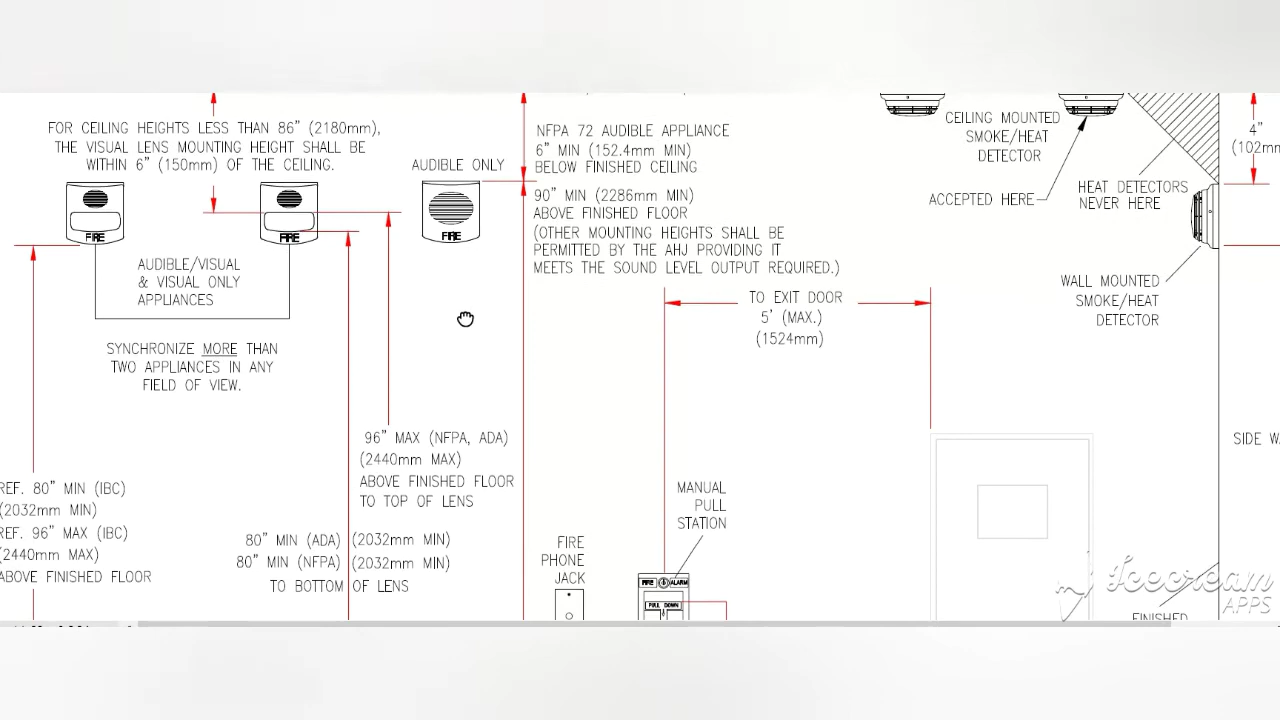 FOR CEILING HEIGHTS LESS THAN 86" (2180mm),
THE VISUAL LENS MOUNTING HEIGHT SHALL BE
WITHIN 6" (150mm) OF THE CEILING.
AUDIBLE ONLY
FIRE
FIRE
FIRE
AUDIBLE/VISUAL
& VISUAL ONLY
APPLIANCES
SYNCHRONIZE MORE THAN
TWO APPLIANCES IN ANY
FIELD OF VIEW.
NFPA 72 AUDIBLE APPLIANCE
6" MIN (152.4mm MIN)
BELOW FINISHED CEILING
90" MIN (2286mm MIN)
ABOVE FINISHED FLOOR
(OTHER MOUNTING HEIGHTS SHALL BE
PERMITTED BY THE AHJ PROVIDING IT
MEETS THE SOUND LEVEL OUTPUT REQUIRED.)
CEILING MOUNTED
SMOKE/HEAT
DETECTOR
ACCEPTED HERE
HEAT DETECTORS
NEVER HERE
4"
(102mm
WALL MOUNTED
SMOKE/HEAT
DETECTOR
TO EXIT DOOR
5' (MAX.)
(1524mm)
96" MAX (NFPA, ADA)
(2440mm MAX)
ABOVE FINISHED FLOOR
TO TOP OF LENS
REF. 80" MIN (IBC)
(2032mm MIN)
REF. 96" MAX (IBC)
(2440mm MAX)
ABOVE FINISHED FLOOR
80" MIN (ADA) (2032mm MIN)
80" MIN (NFPA) (2032mm MIN)
TO BOTTOM OF LENS
FIRE
PHONE
JACK
MANUAL
PULL
STATION
FIRE ALARM
PULL DOWN
SIDE W
FINISHED
Icecream
APPS